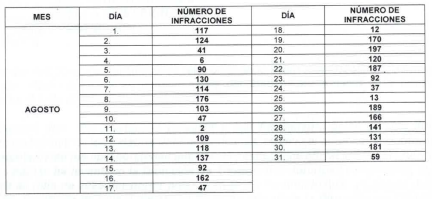 MES DÍA NÚMERO DE INFRACCIONES DÍA NÚMERO DE INFRACCIONES
AGOSTO
1. 117 18. 12
2. 124 19. 170
3. 41 20. 197
4. 6 21. 120
5. 90 22. 187
6. 130 23. 92
7. 114 24. 37
8. 176 25. 13
9. 103 26. 189
10. 47 27. 166
11. 2 28. 141
12. 109 29. 131
13. 118 30. 181
14. 137 31. 59
15. 92
16. 162
17. 47